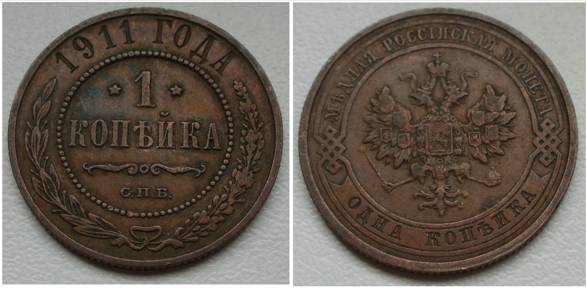 1911 ГОДА
1
КОПѢЙКА
С.П.Б.
МѢДНАЯ РОССІЙСКАЯ МОНЕТА
ОДНА КОПѢЙКА